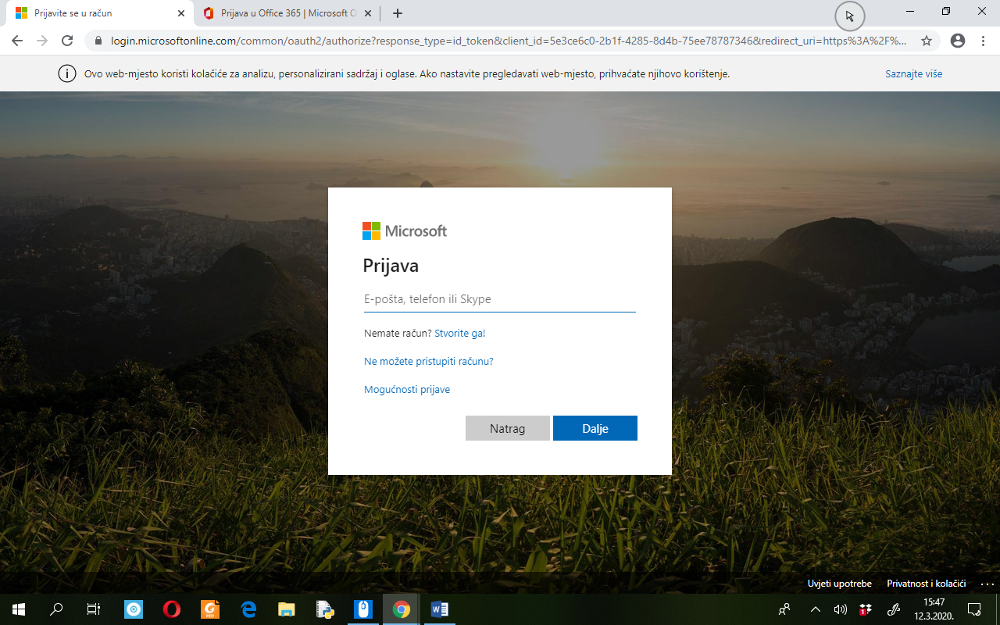 Prijavite se u račun
Prijava u Office 365 | Microsoft O
login.microsoftonline.com/common/oauth2/authorize?response_type=id_token&client_id=5e3ce6c0-2b1f-4285-8d4b-75ee78787346&redirect_uri=https%3A%2F%...
Ovo web-mjesto koristi kolačiće za analizu, personalizirani sadržaj i oglase. Ako nastavite pregledavati web-mjesto, prihvaćate njihovo korištenje.
Saznajte više
Microsoft
Prijava
E-pošta, telefon ili Skype
Nemate račun? Stvorite ga!
Ne možete pristupiti računu?
Mogućnosti prijave
Natrag
Dalje
Uvjeti upotrebe
Privatnost i kolačići
...
PDF
1
15:47
12.3.2020.